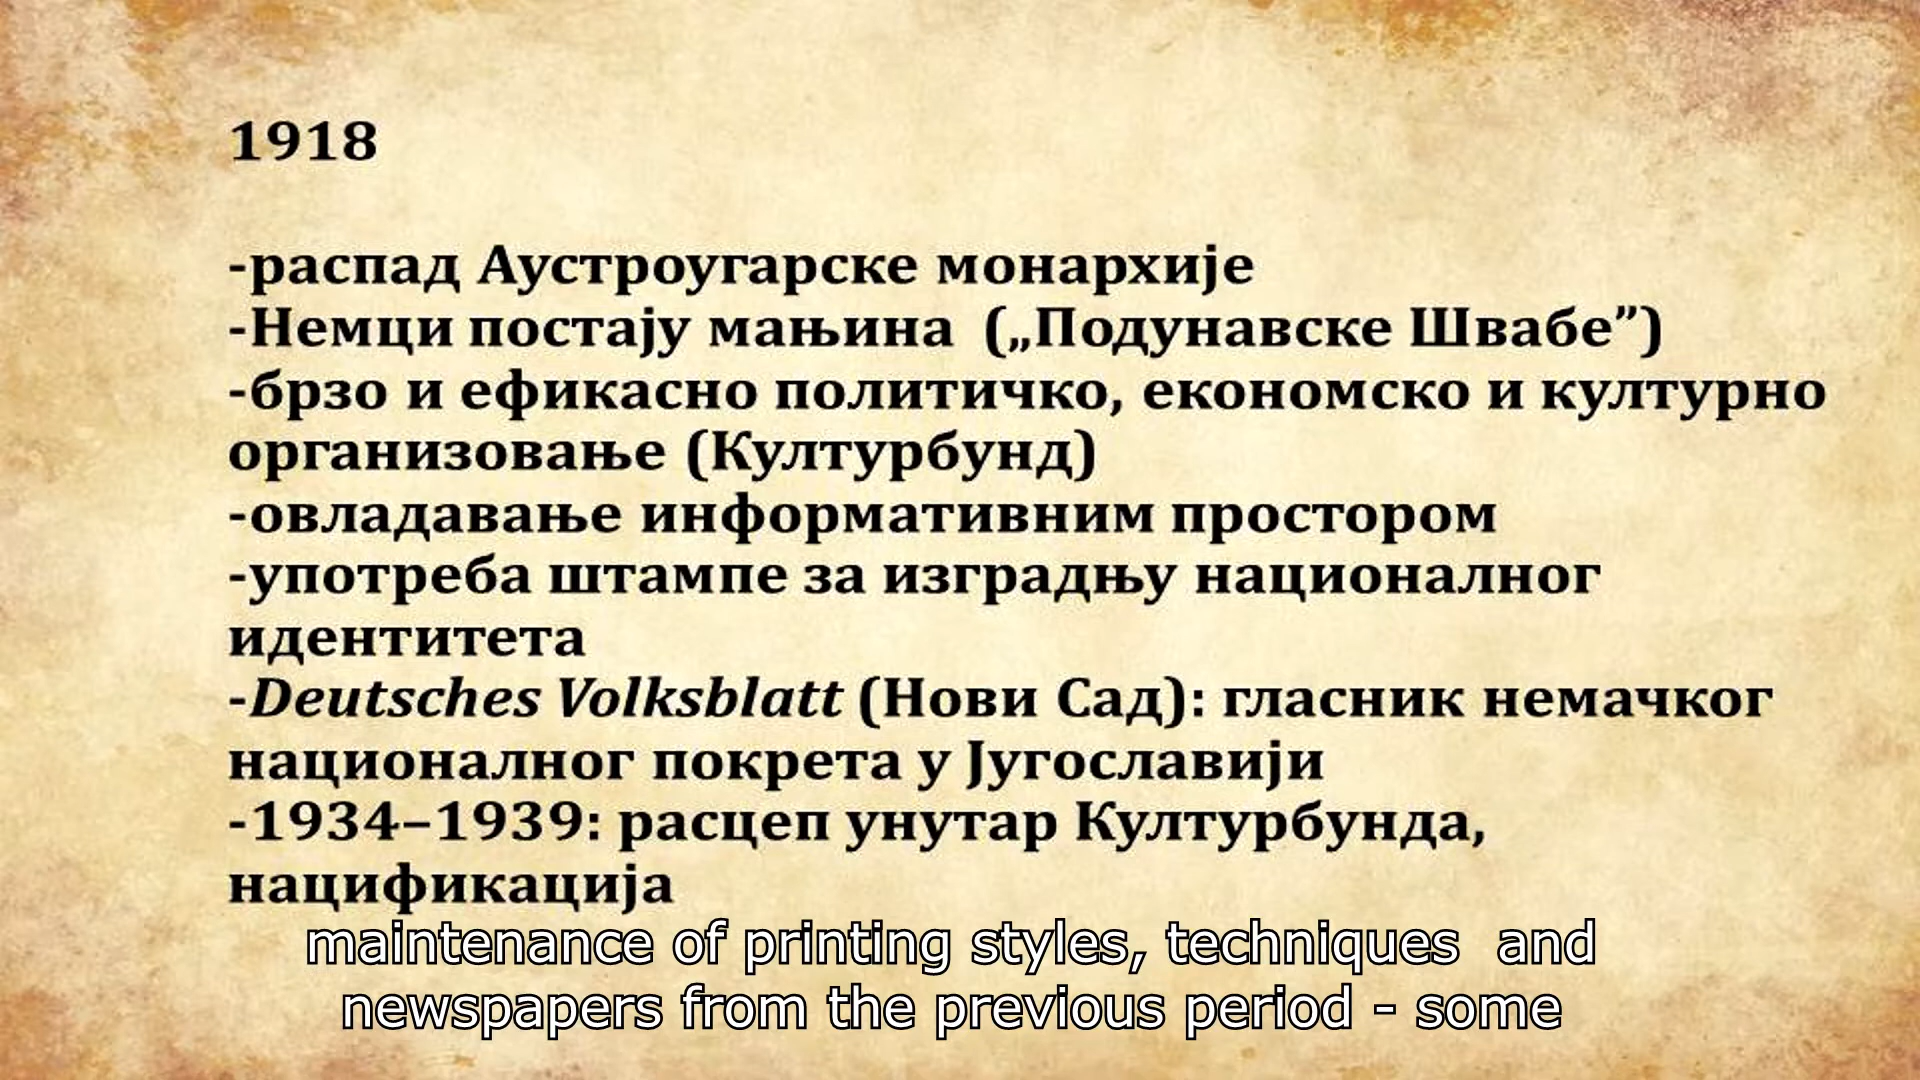 1918
-распад Аустроугарске монархије
-Немци постају мањина („Подунавске Швабе”)
-брзо и ефикасно политичко, економско и културно
организовање (Културбунд)
-овладавање информативним простором
-употреба штампе за изградњу националног
идентитета
-Deutsches Volksblatt (Нови Сад): гласник немачког
националног покрета у Југославији
-1934–1939: расцеп унутар Културбунда,
нацификација
maintenance of printing styles, techniques and
newspapers from the previous period - some